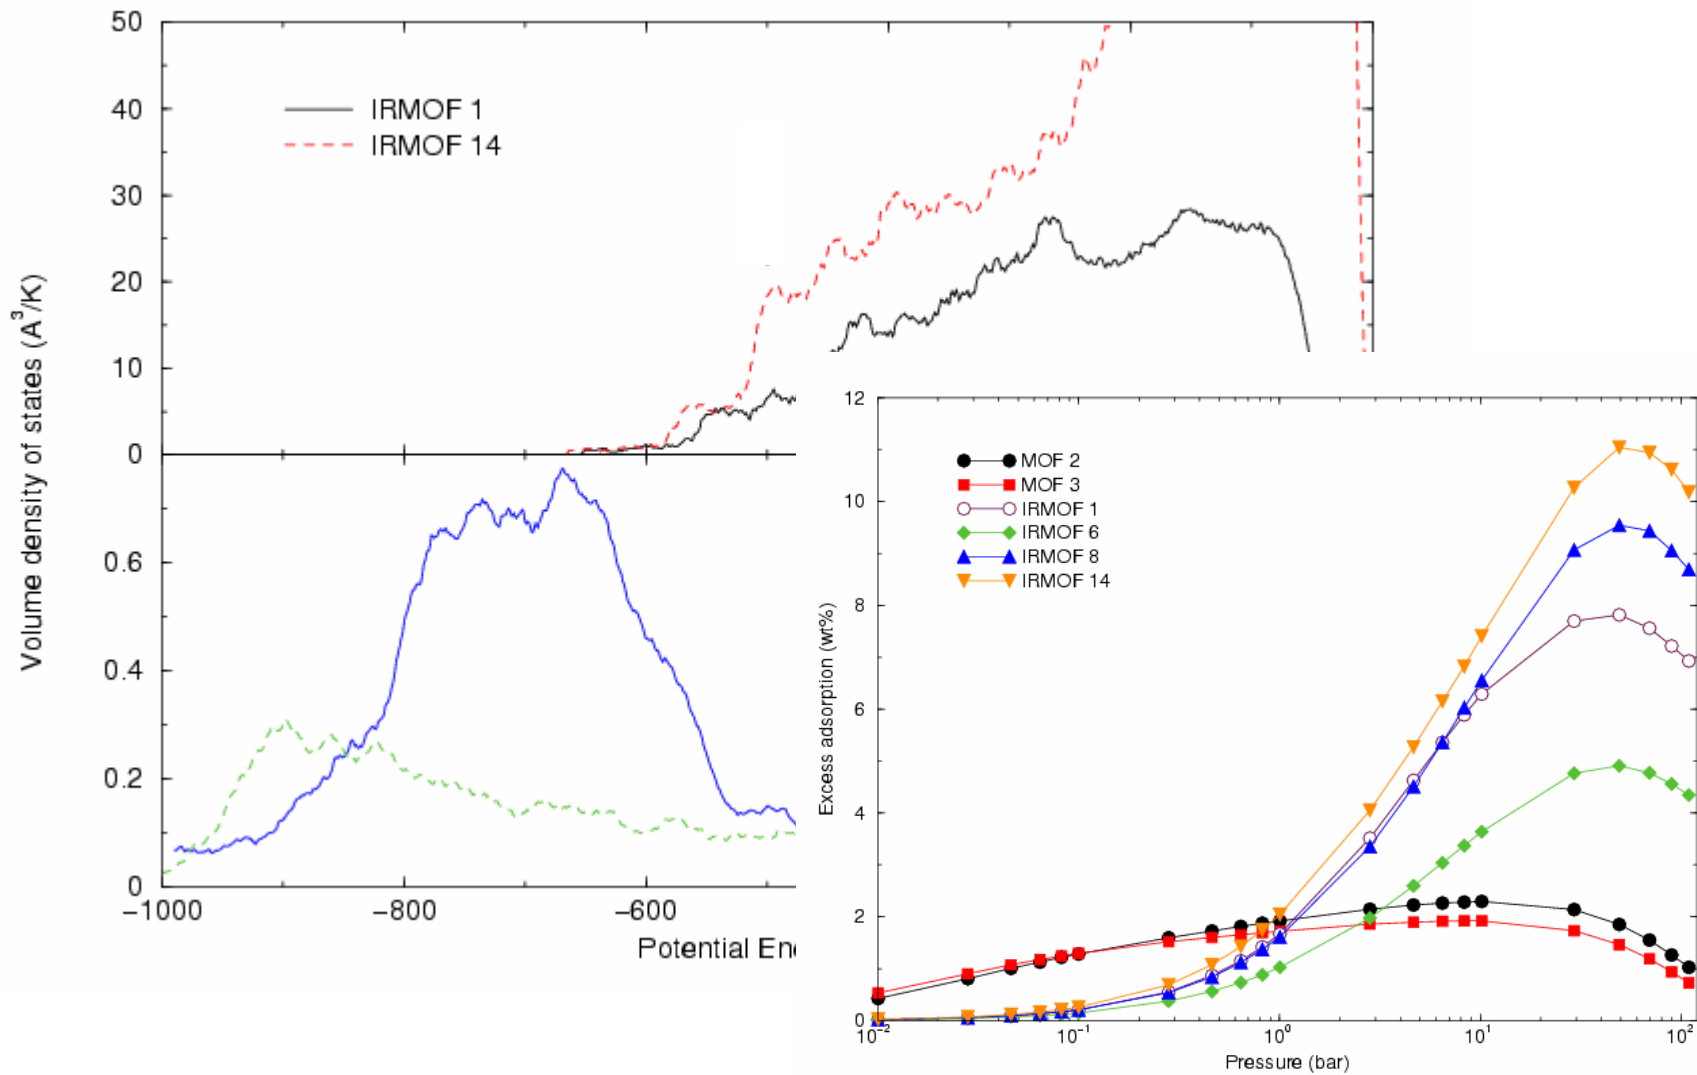 50
40
30
20
10
0
IRMOF 1
IRMOF 14
Volume density of states (A³/K)
0.6
0.4
0.2
0
−1000
−800
−600
Potential Ene
12
10
8
6
4
2
0
MOF 2
MOF 3
IRMOF 1
IRMOF 6
IRMOF 8
IRMOF 14
Excess adsorption (wt%)
10⁻²
10⁻¹
10⁰
10¹
10²
Pressure (bar)